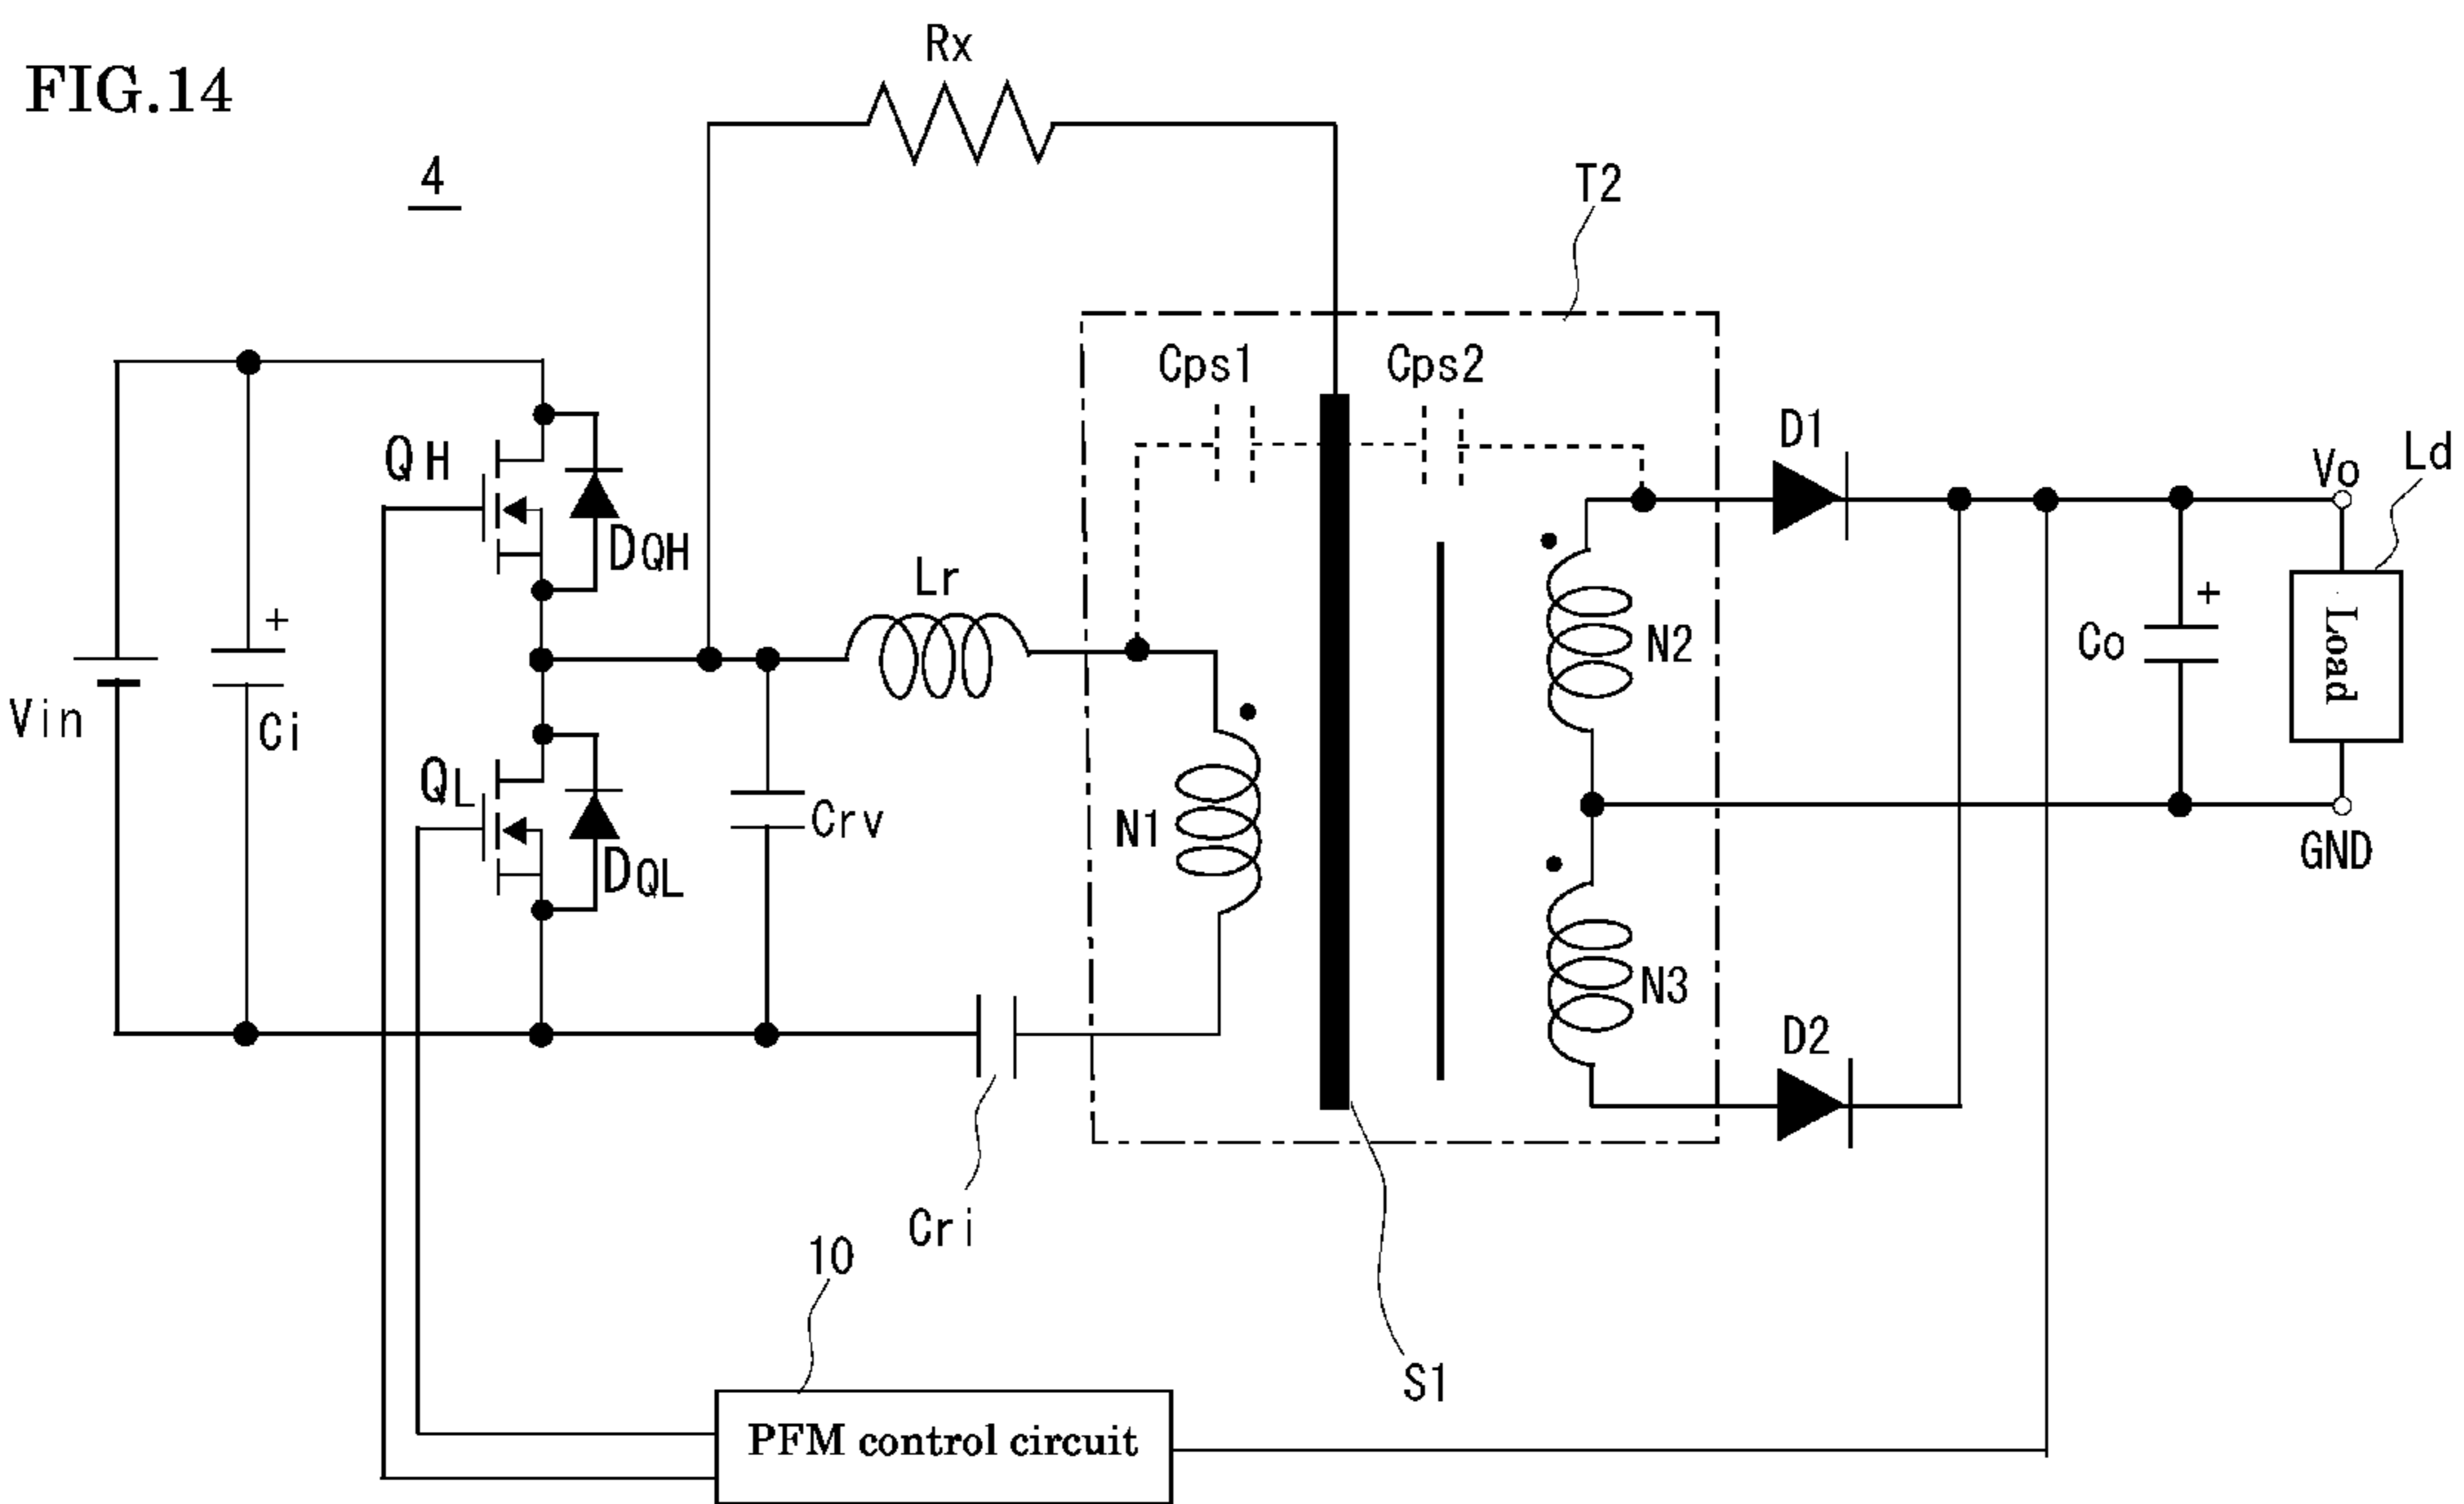 FIG.14
Rx
4
T2
Cps1
Cps2
D1
Vo
Ld
QH
DQH
Lr
N2
Co
+
Load
Vin
+
Ci
QL
DQL
Crv
N1
GND
N3
D2
Cri
10
S1
PFM control circuit